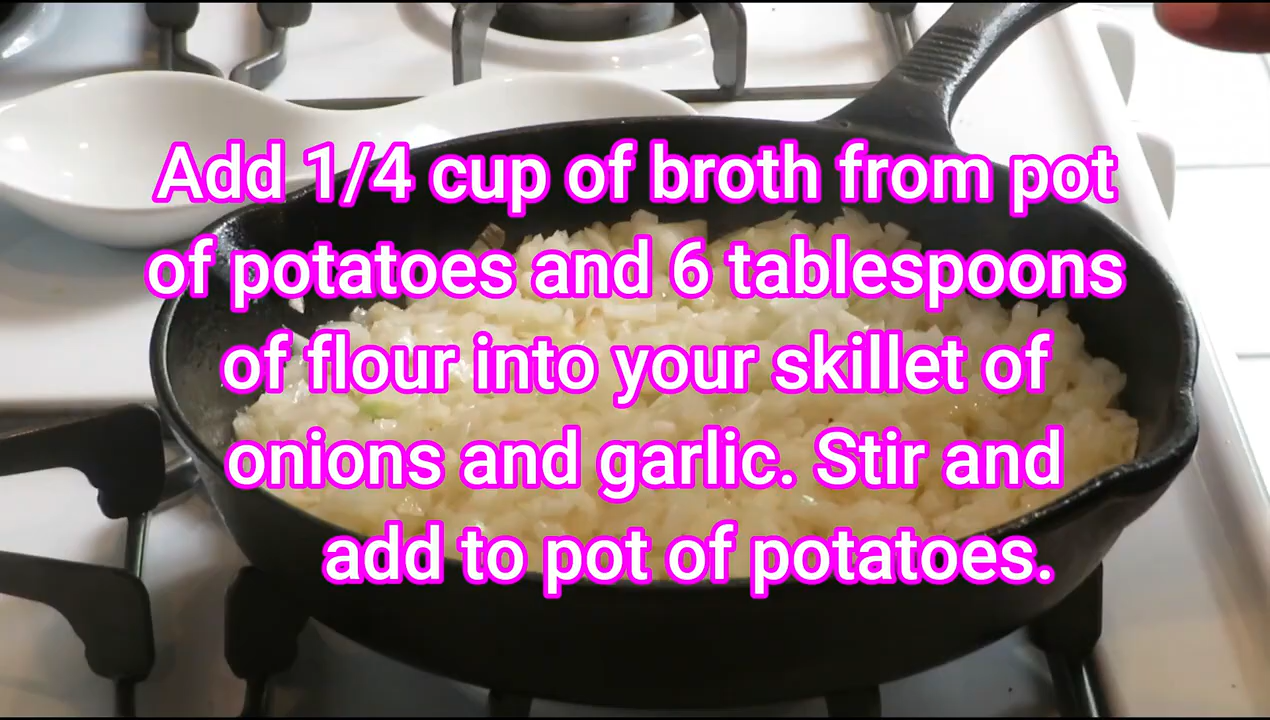 Add 1/4 cup of broth from pot
of potatoes and 6 tablespoons
of flour into your skillet of
onions and garlic. Stir and
add to pot of potatoes.